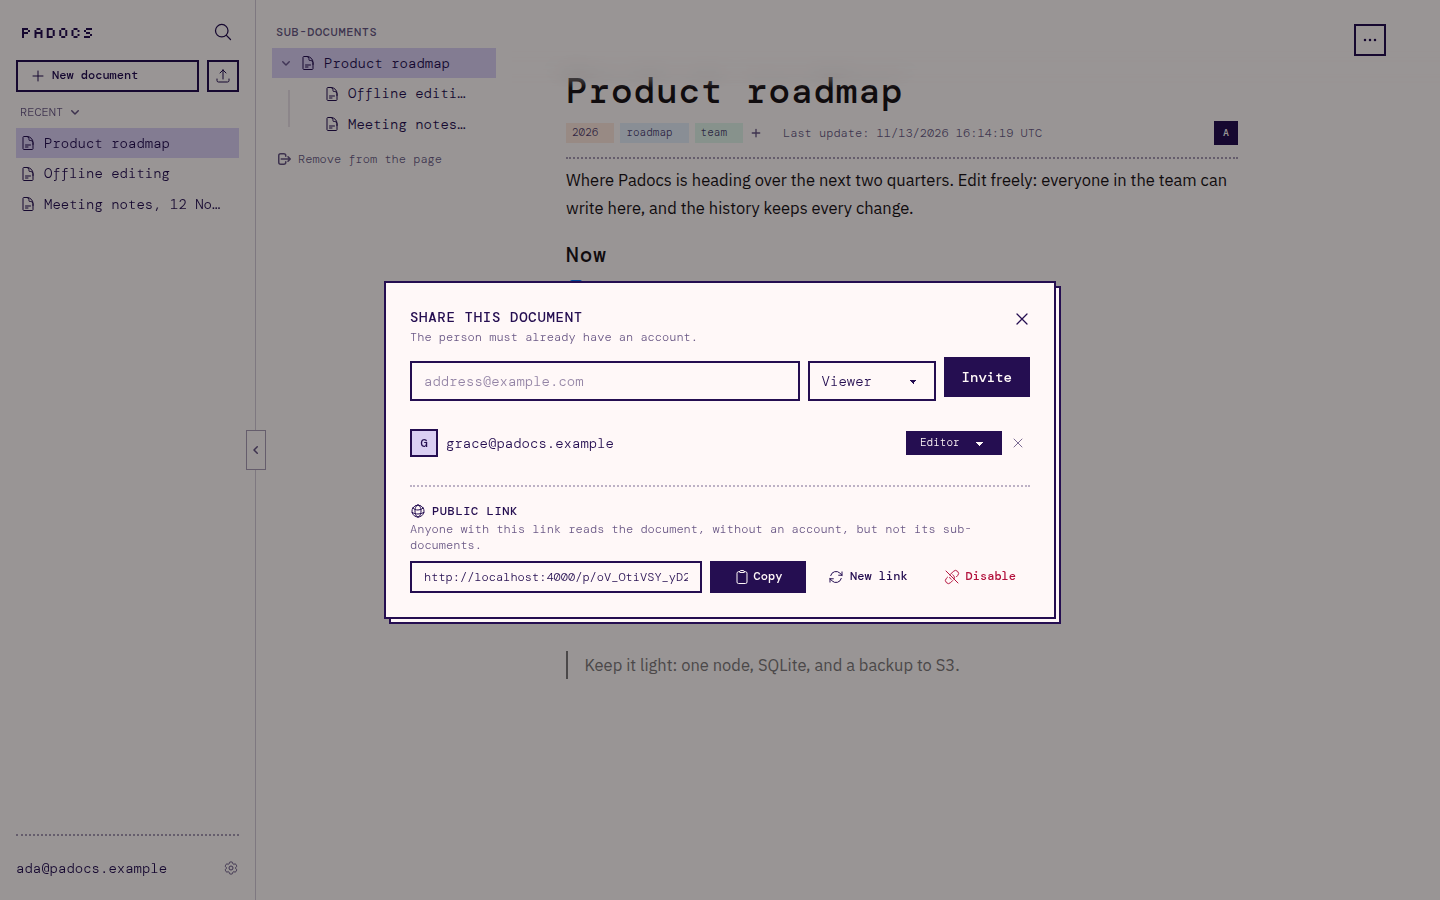 PADOCS
New document
RECENT
Product roadmap
Offline editing
Meeting notes, 12 No…
ada@padocs.example
SUB-DOCUMENTS
Product roadmap
Offline editi…
Meeting notes…
Remove from the page
Product roadmap
2026 roadmap team + Last update: 11/13/2026 16:14:19 UTC A
Where Padocs is heading over the next two quarters. Edit freely: everyone in the team can
write here, and the history keeps every change.
Now
SHARE THIS DOCUMENT
The person must already have an account.
address@example.com Viewer Invite
G grace@padocs.example Editor
PUBLIC LINK
Anyone with this link reads the document, without an account, but not its sub-
documents.
http://localhost:4000/p/oV_OtiVSY_yD2 Copy New link Disable
Keep it light: one node, SQLite, and a backup to S3.